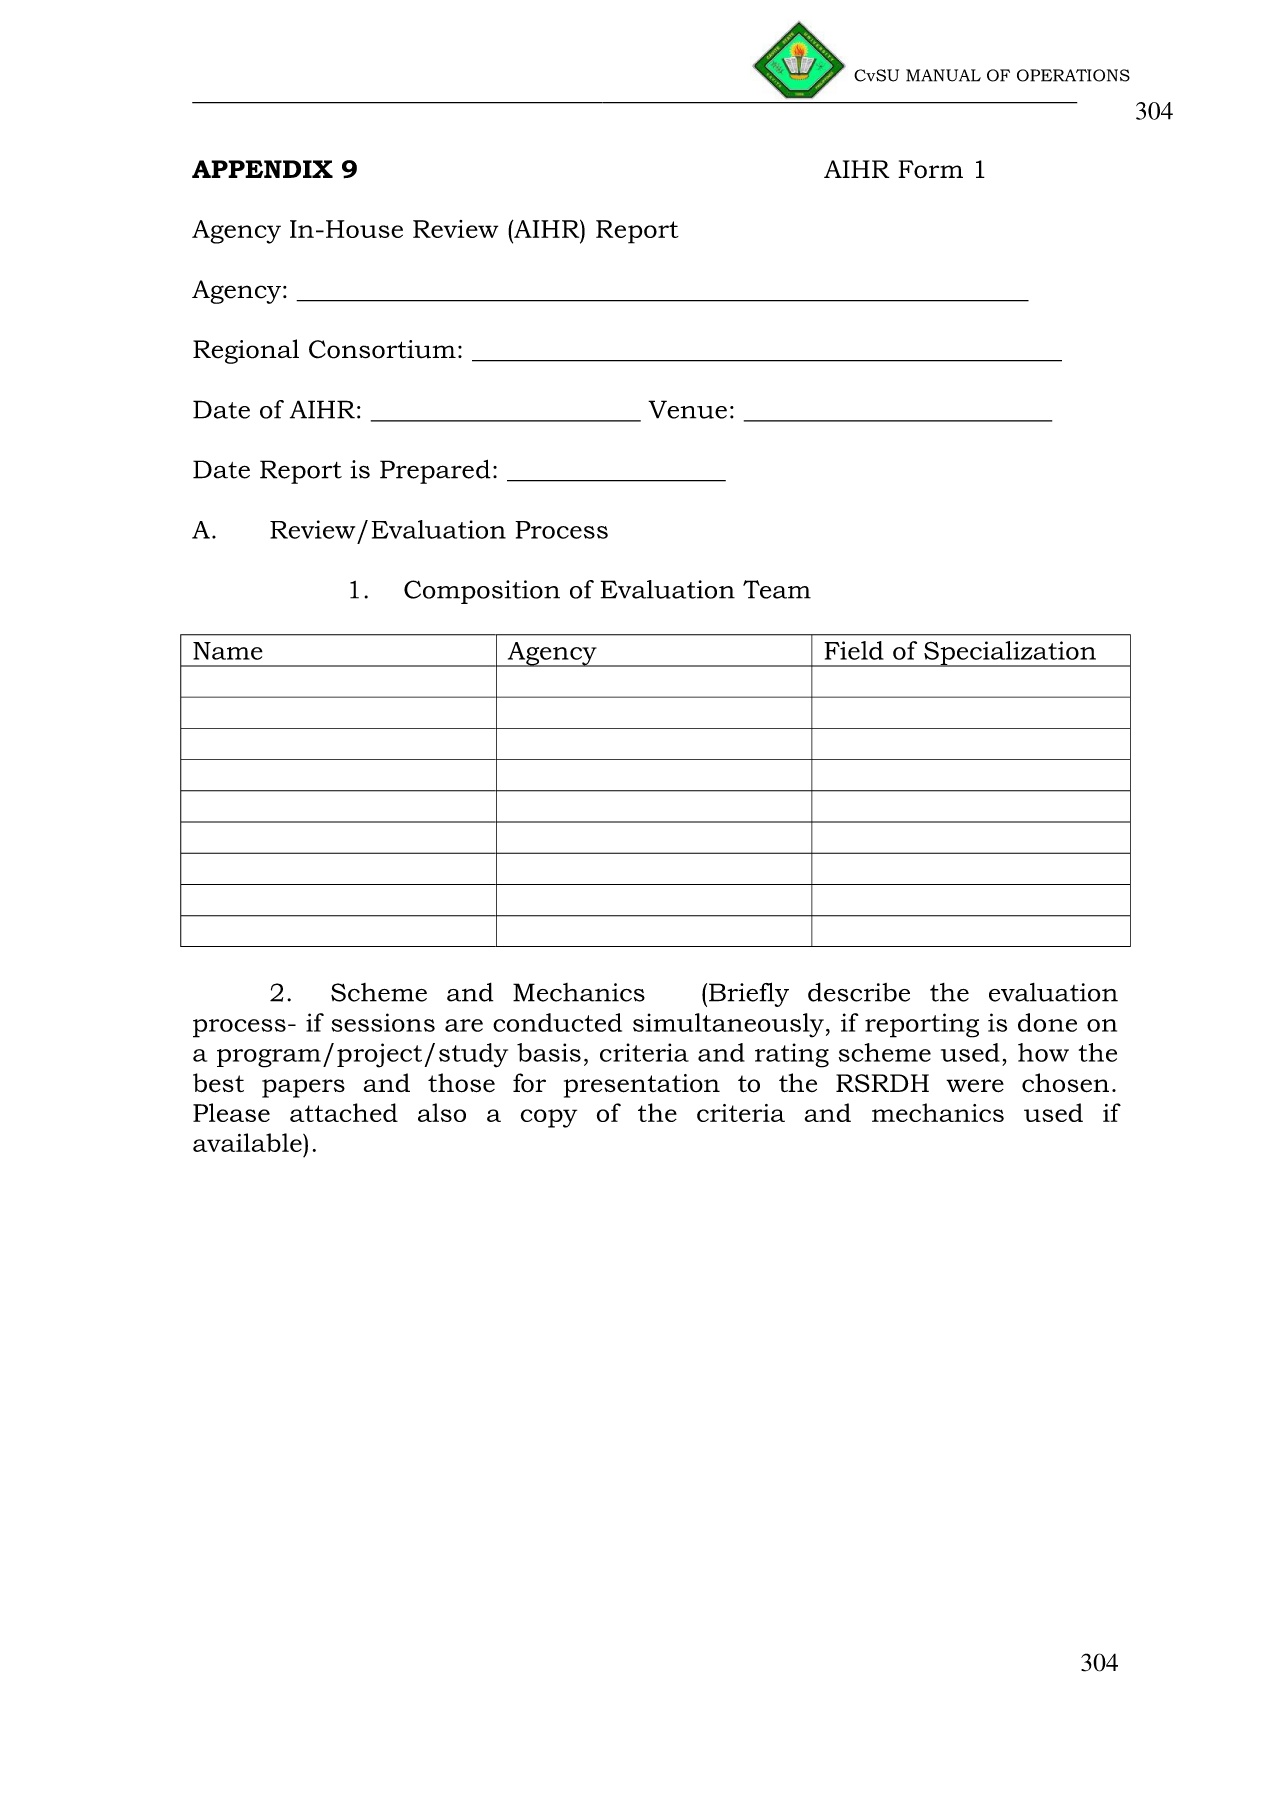 CvSU MANUAL OF OPERATIONS
304
APPENDIX 9 AIHR Form 1
Agency In-House Review (AIHR) Report
Agency: 
Regional Consortium: 
Date of AIHR: Venue: 
Date Report is Prepared: 
A. Review/Evaluation Process
1. Composition of Evaluation Team
Name Agency Field of Specialization
2. Scheme and Mechanics (Briefly describe the evaluation
process- if sessions are conducted simultaneously, if reporting is done on
a program/project/study basis, criteria and rating scheme used, how the
best papers and those for presentation to the RSRDH were chosen.
Please attached also a copy of the criteria and mechanics used if
available).
304